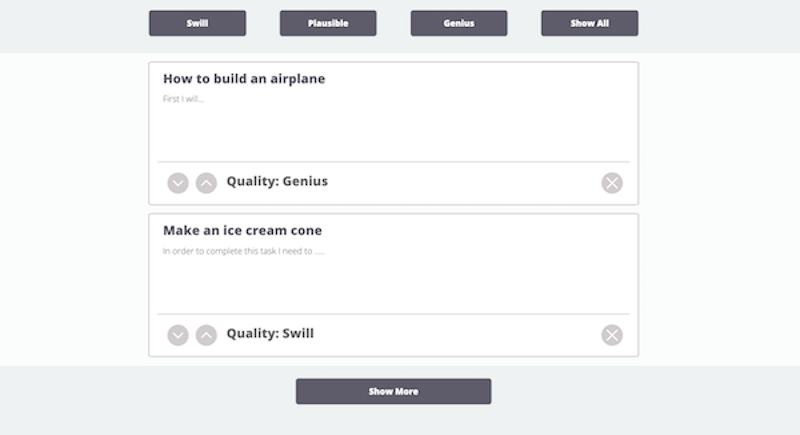 Swill Plausible Genius Show All
How to build an airplane
First I will...
Quality: Genius
Make an ice cream cone
In order to complete this task I need to .....
Quality: Swill
Show More